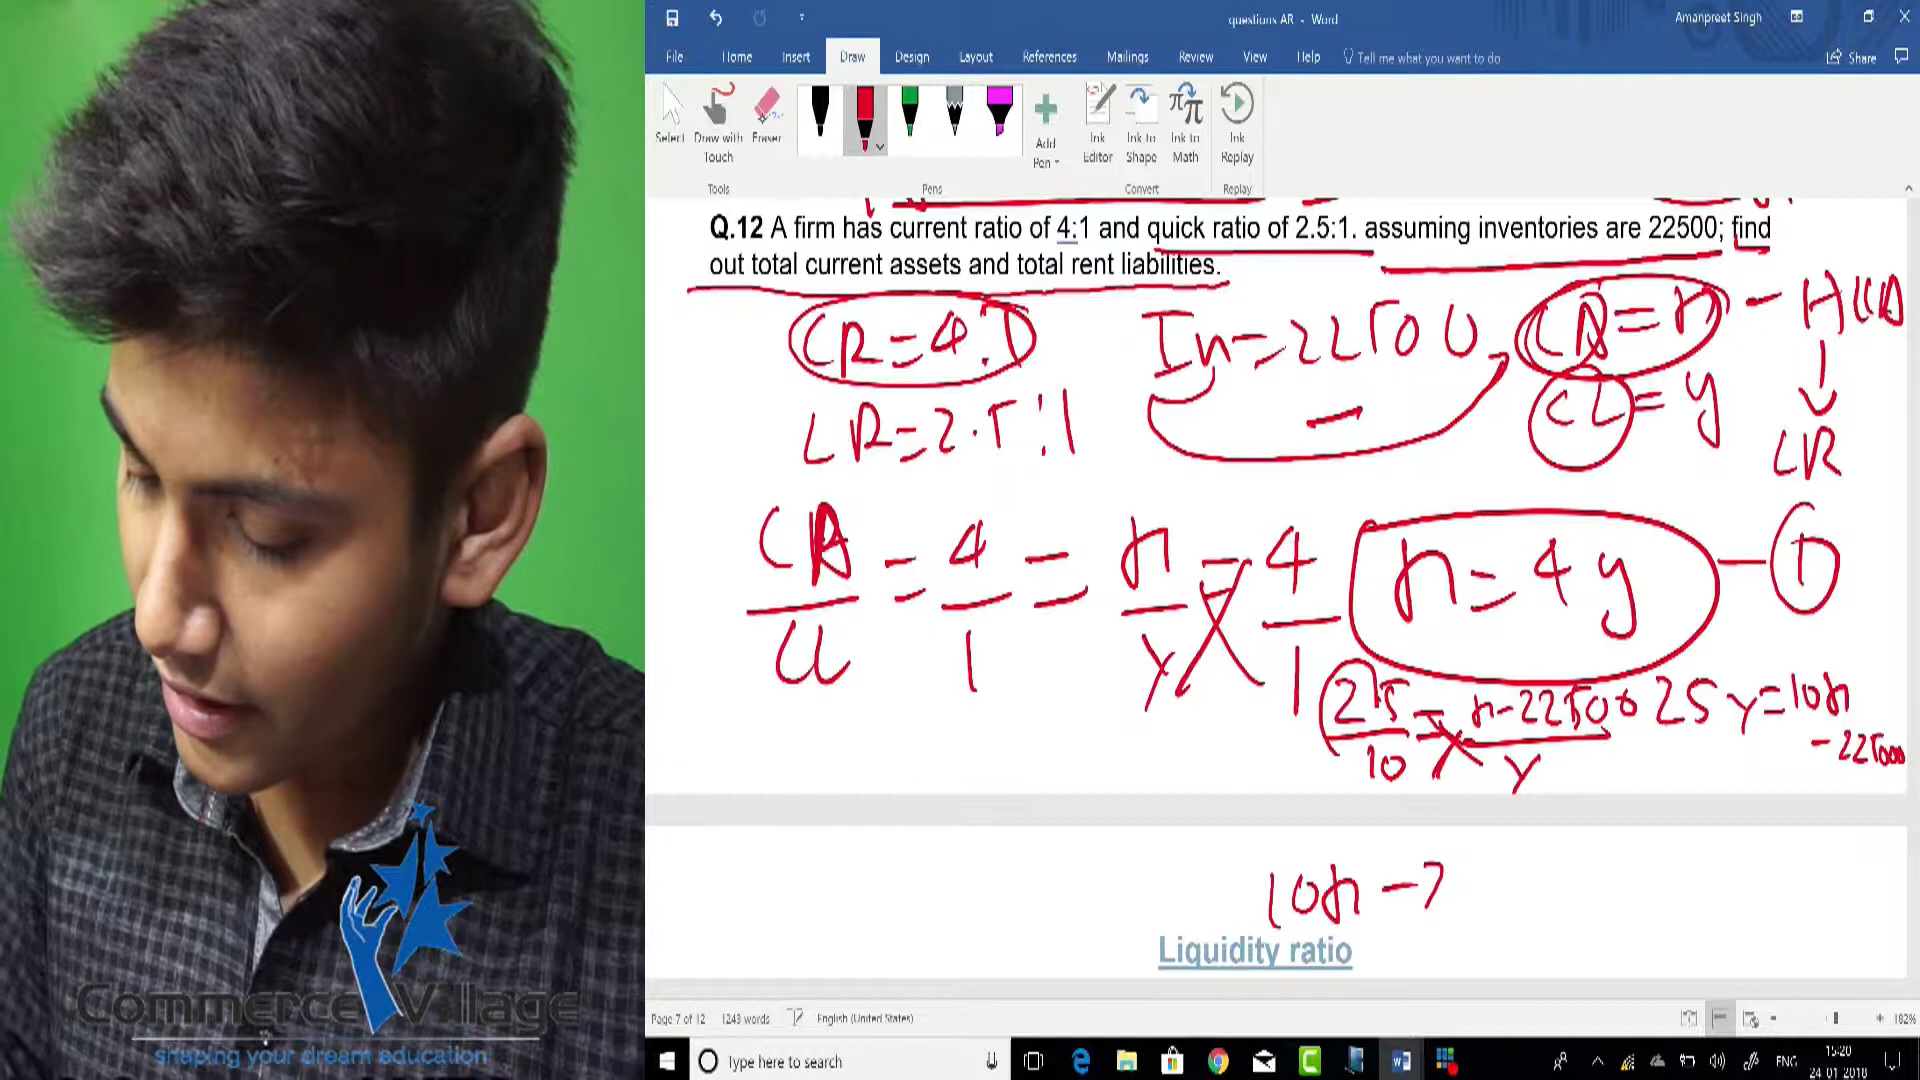 questions AR - Word
Amanpreet Singh
File Home Insert Draw Design Layout References Mailings Review View Help Tell me what you want to do Share
Select Draw with Touch Eraser Add Pen Ink Editor Ink to Shape Ink to Math Ink Replay
Tools Pens Convert Replay
Q.12 A firm has current ratio of 4:1 and quick ratio of 2.5:1. assuming inventories are 22500; find
out total current assets and total rent liabilities.
CR=4:1 In=22500 CA=x
LR=2.5:1 CL=y LR
CA/CL = 4/1 = x/y = 4/1 x=4y - 1
25/10 = x-22500/y 25y=10x
-225000
10x -2
Liquidity ratio
Commerce Village
shaping your dream education
Page 7 of 12 1243 words English (United States) 182%
Type here to search
ENG
15:20
24-01-2018